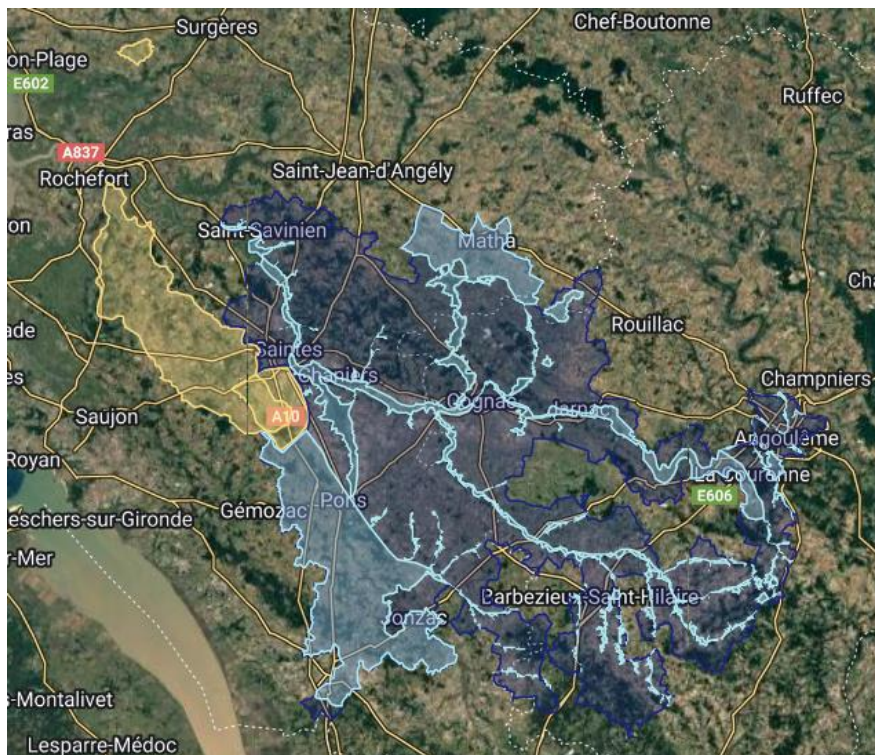 Surgères
Chef-Boutonne
on-Plage
E602
Ruffec
ras
A837
Rochefort
Saint-Jean-d'Angély
on
Saint-Savinien
Matha
Cha
ade
Rouillac
Saintes
es
Chaniers
Champniers
Cognac
Jarnac
Saujon
A10
Angoulême
Royan
La Couronne
Pons
E606
Gémozac
eschers-sur-Gironde
r-Mer
Barbezieux-Saint-Hilaire
Jonzac
s-Montalivet
Lesparre-Médoc